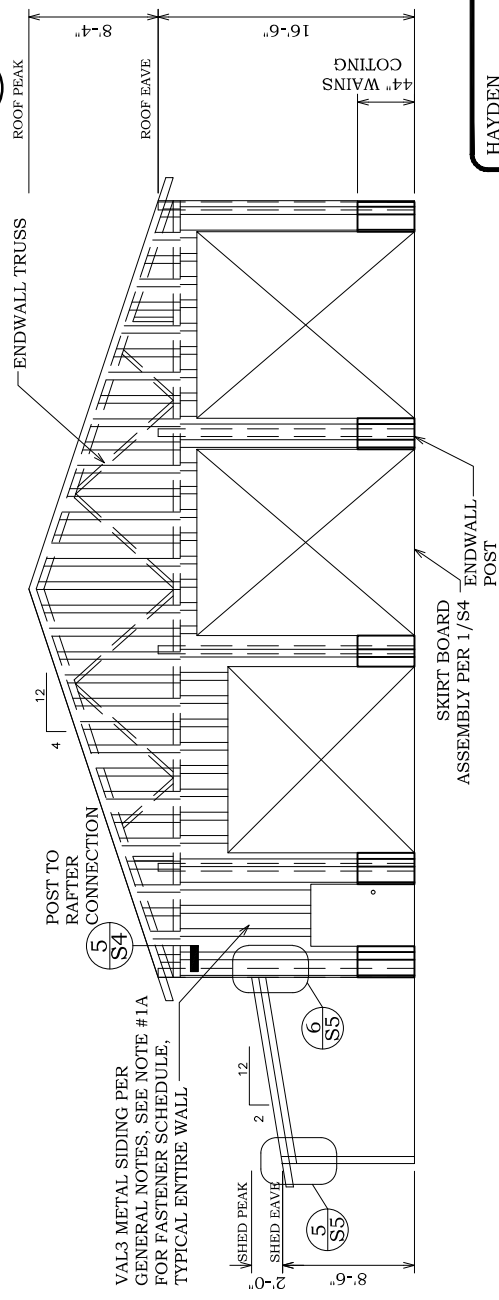 VAL3 METAL SIDING PER
GENERAL NOTES, SEE NOTE #1A
FOR FASTENER SCHEDULE,
TYPICAL ENTIRE WALL
POST TO
RAFTER
CONNECTION
5
S4
12
4
ENDWALL TRUSS
ROOF PEAK
8'-4"
ROOF EAVE
16'-6"
44" WAINS
COTING
12
2
6
S5
5
S5
SHED PEAK
2'-0"
SHED EAVE
8'-6"
SKIRT BOARD
ASSEMBLY PER 1/S4
ENDWALL
POST
HAYDEN